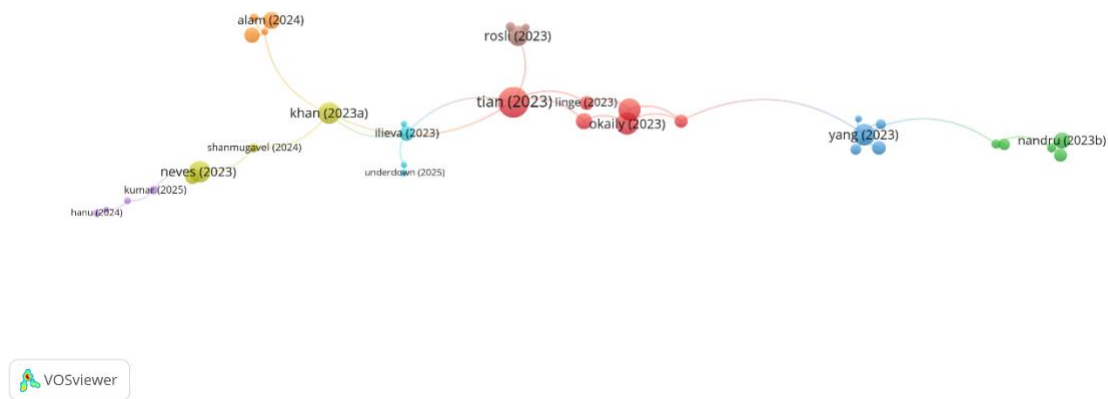 alam (2024)
rosli (2023)
tian (2023)
linge (2023)
khan (2023a)
okaily (2023)
ilieva (2023)
yang (2023)
nandru (2023b)
shanmugavel (2024)
neves (2023)
underdown (2025)
kumar (2025)
hanu (2024)
VOSviewer